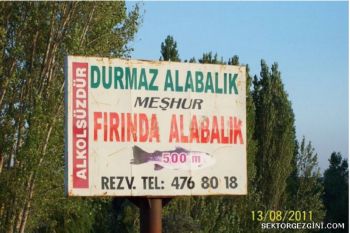 ALKOLSÜZDÜR
DURMAZ ALABALIK
MEŞHUR
FIRINDA ALABALIK
500 m
REZV. TEL: 476 80 18
13/08/2011
SEKTORGEZGINI.COM